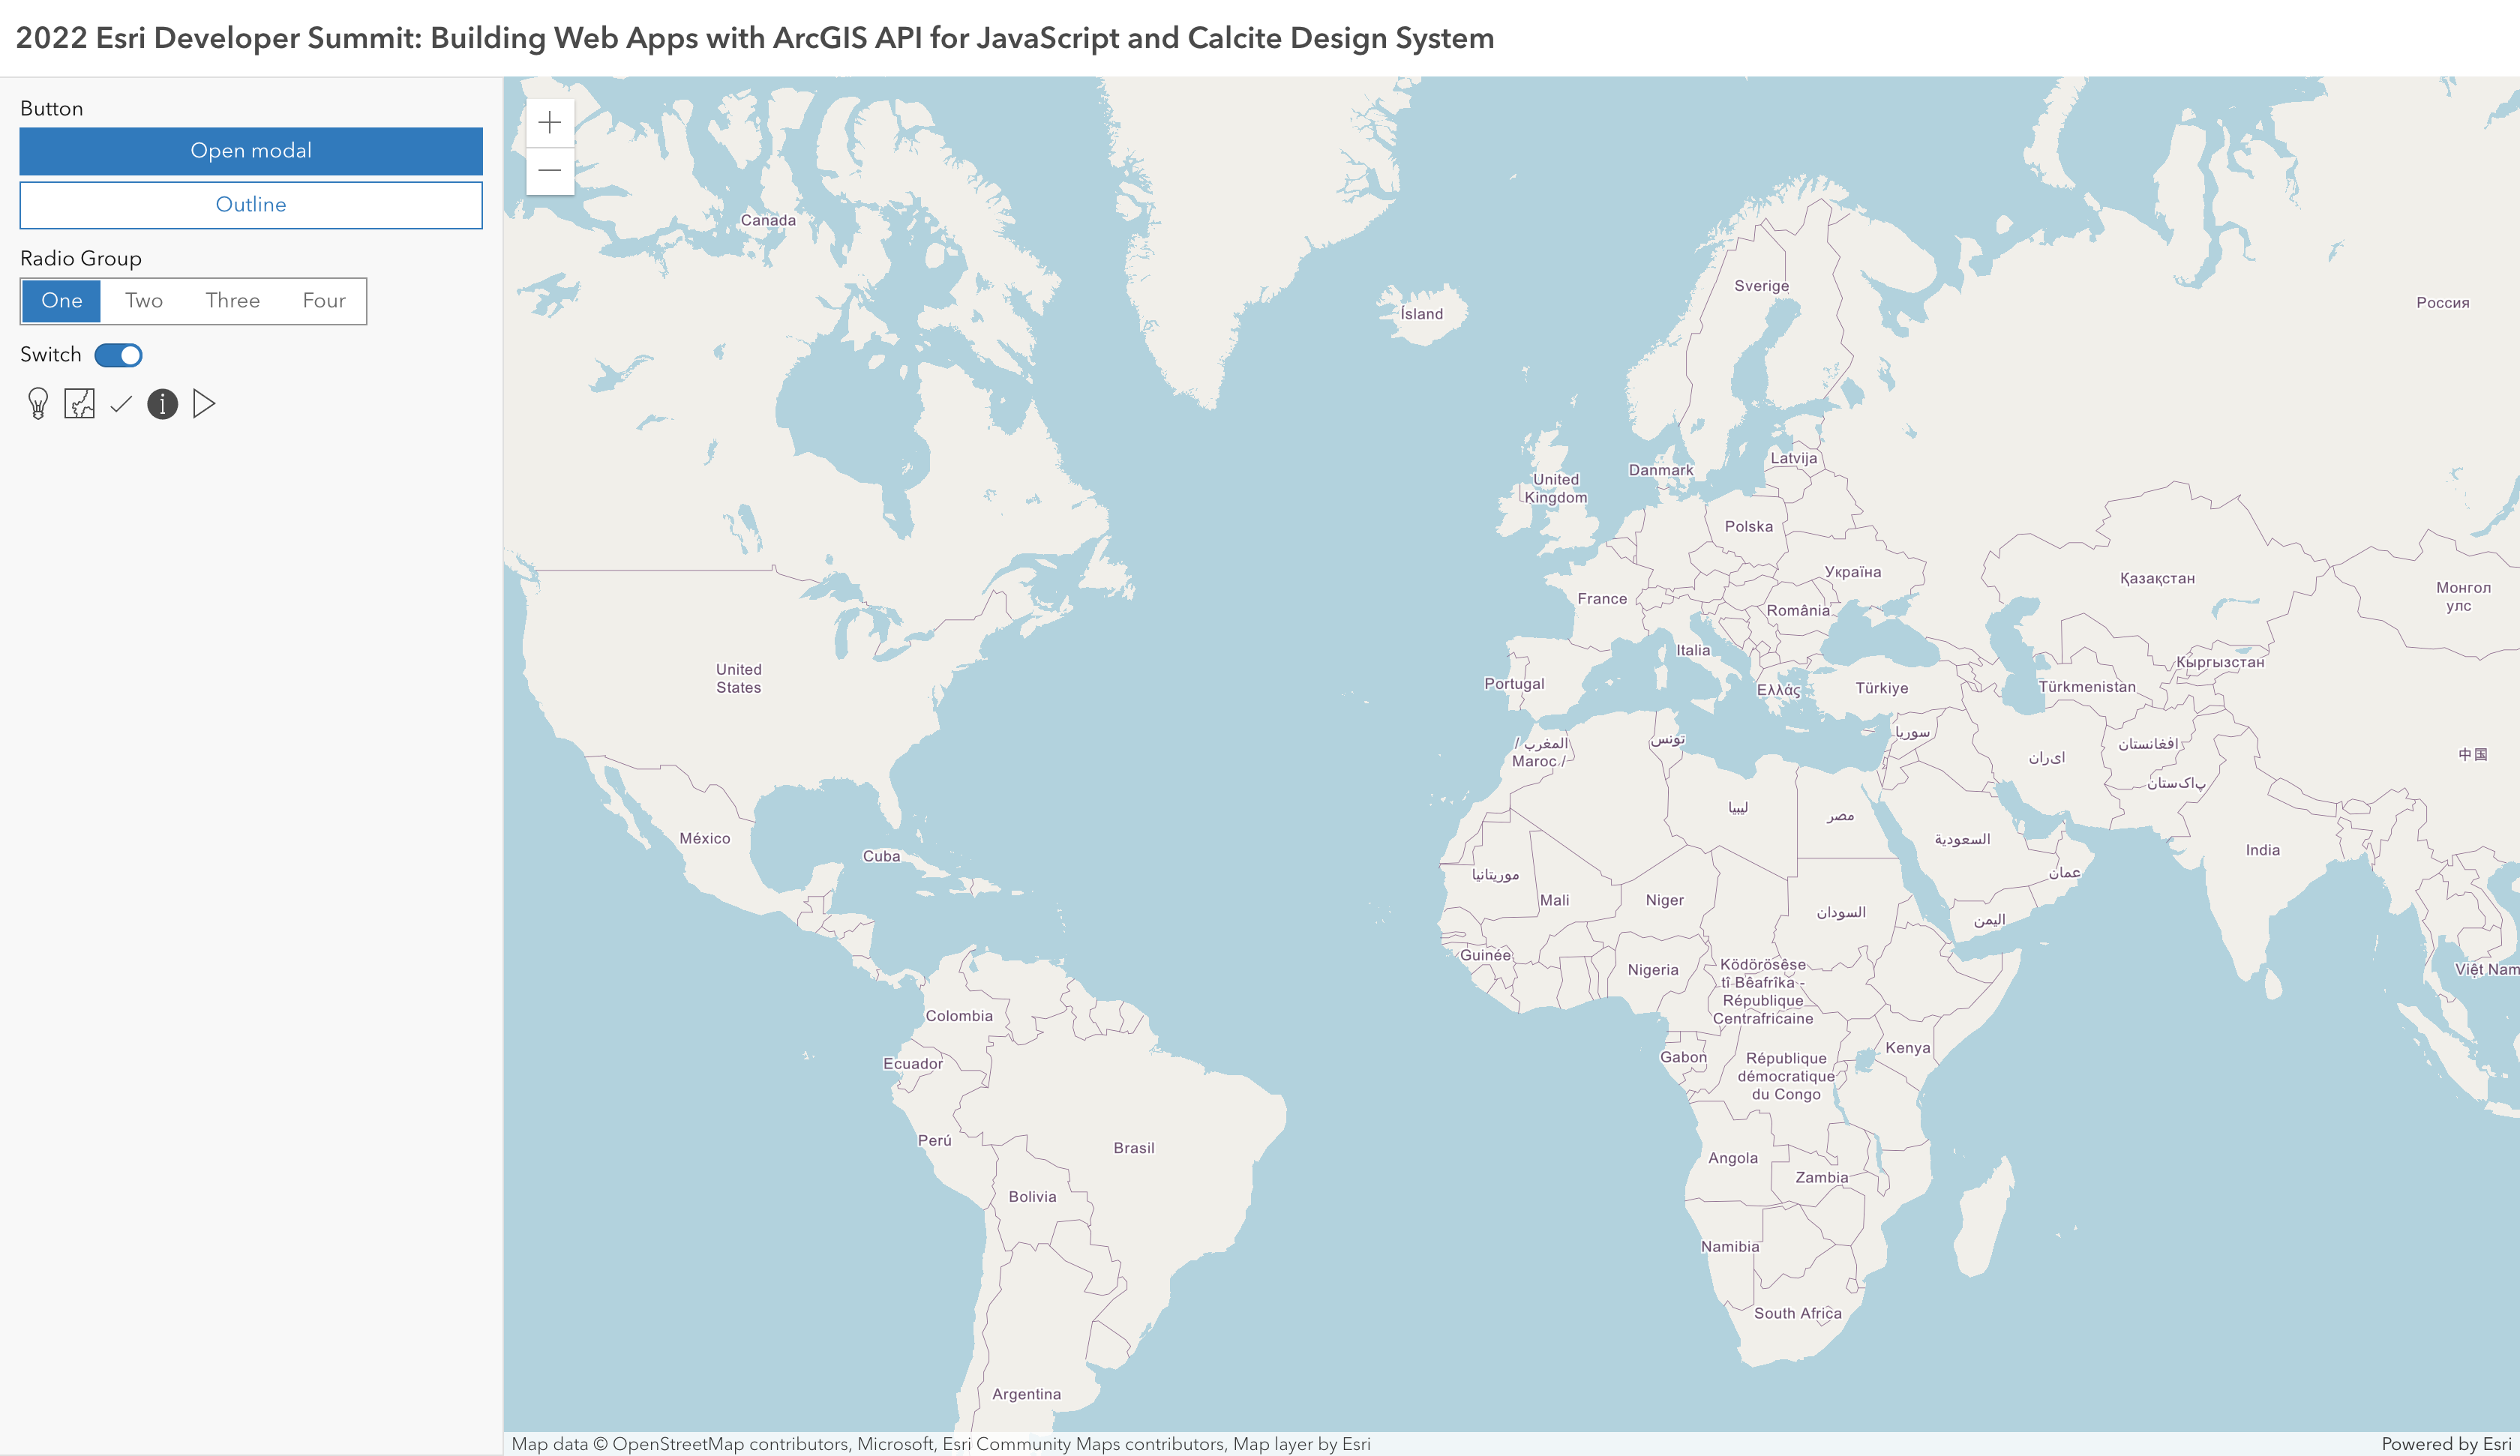 2022 Esri Developer Summit: Building Web Apps with ArcGIS API for JavaScript and Calcite Design System
Button
Open modal
Outline
Radio Group
One Two Three Four
Switch
Canada
Ísland
Sverige
Россия
United
Kingdom
Danmark
Latvija
Polska
Україна
Қазақстан
Монгол
улс
France
România
Italia
Кыргызстан
United
States
Portugal
Ελλάς
Türkiye
Türkmenistan
المغرب /
Maroc /
تونس
سوريا
ایران
افغانستان
پاکستان
中国
México
Cuba
ليبيا
مصر
السعودية
عمان
India
موريتانيا
Mali
Niger
السودان
اليمن
Guinée
Nigeria
Ködörösêse
tî Bêafrîka -
République
Centrafricaine
Việt Nam
Colombia
Ecuador
Gabon
République
démocratique
du Congo
Kenya
Perú
Brasil
Angola
Zambia
Bolivia
Namibia
South Africa
Argentina
Map data © OpenStreetMap contributors, Microsoft, Esri Community Maps contributors, Map layer by Esri
Powered by Esri